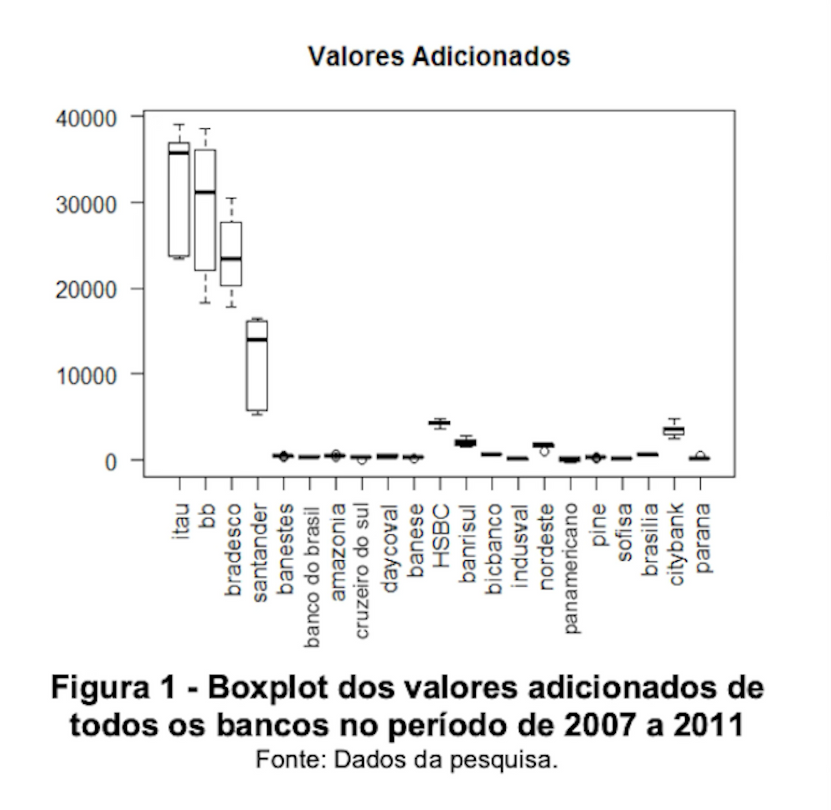 Valores Adicionados
40000
30000
20000
10000
0
itau
bb
bradesco
santander
banestes
banco do brasil
amazonia
cruzeiro do sul
daycoval
banese
HSBC
banrisul
bicbanco
indusval
nordeste
panamericano
pine
sofisa
brasilia
citybank
parana
Figura 1 - Boxplot dos valores adicionados de
todos os bancos no período de 2007 a 2011
Fonte: Dados da pesquisa.